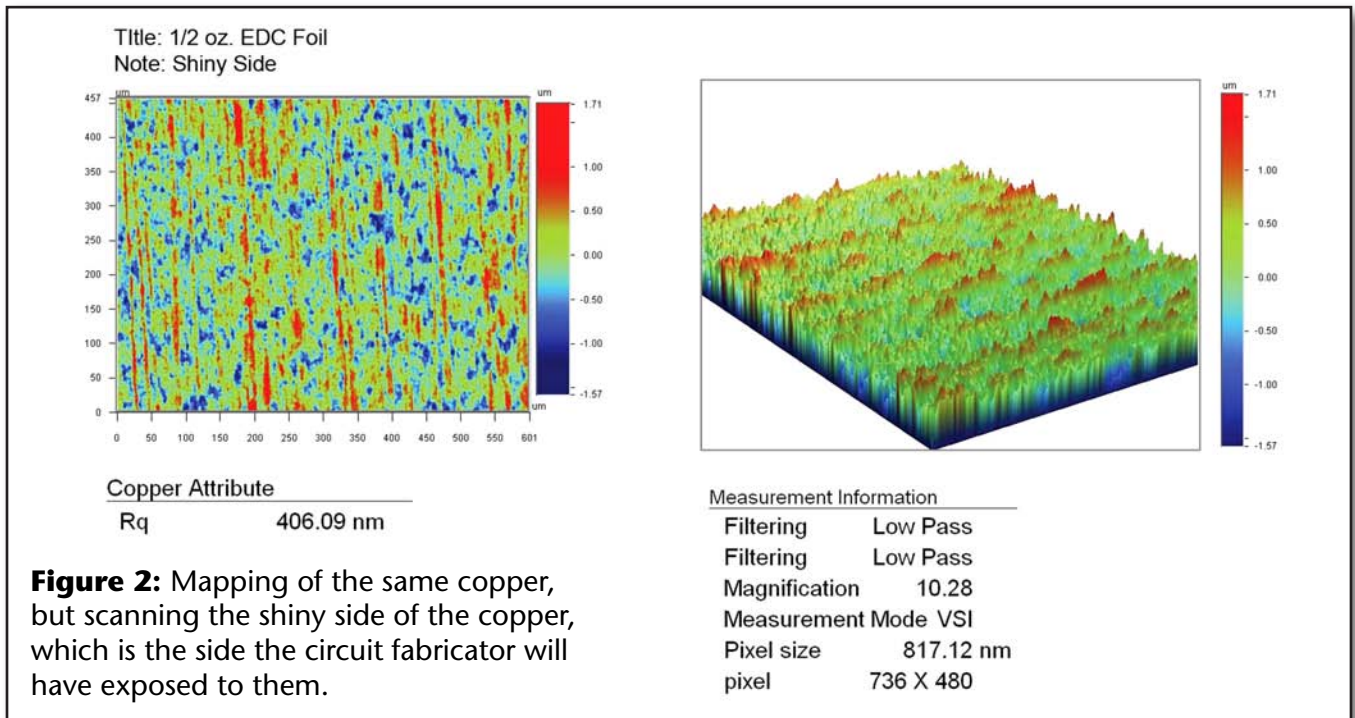 TItle: 1/2 oz. EDC Foil
Note: Shiny Side
um
457
400
350
300
250
200
150
100
50
0
0 50 100 150 200 250 300 350 400 450 500 550 601
um
um
1.71
1.00
0.50
0.00
-0.50
-1.00
-1.57
um
1.71
1.00
0.50
0.00
-0.50
-1.00
-1.57
Copper Attribute
Rq 406.09 nm
Figure 2: Mapping of the same copper,
but scanning the shiny side of the copper,
which is the side the circuit fabricator will
have exposed to them.
Measurement Information
Filtering Low Pass
Filtering Low Pass
Magnification 10.28
Measurement Mode VSI
Pixel size 817.12 nm
pixel 736 X 480